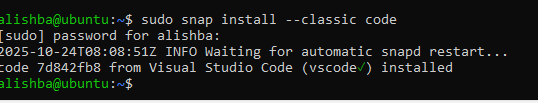 alishba@ubuntu:~$ sudo snap install --classic code
[sudo] password for alishba:
2025-10-24T08:08:51Z INFO Waiting for automatic snapd restart...
code 7d842fb8 from Visual Studio Code (vscode✓) installed
alishba@ubuntu:~$